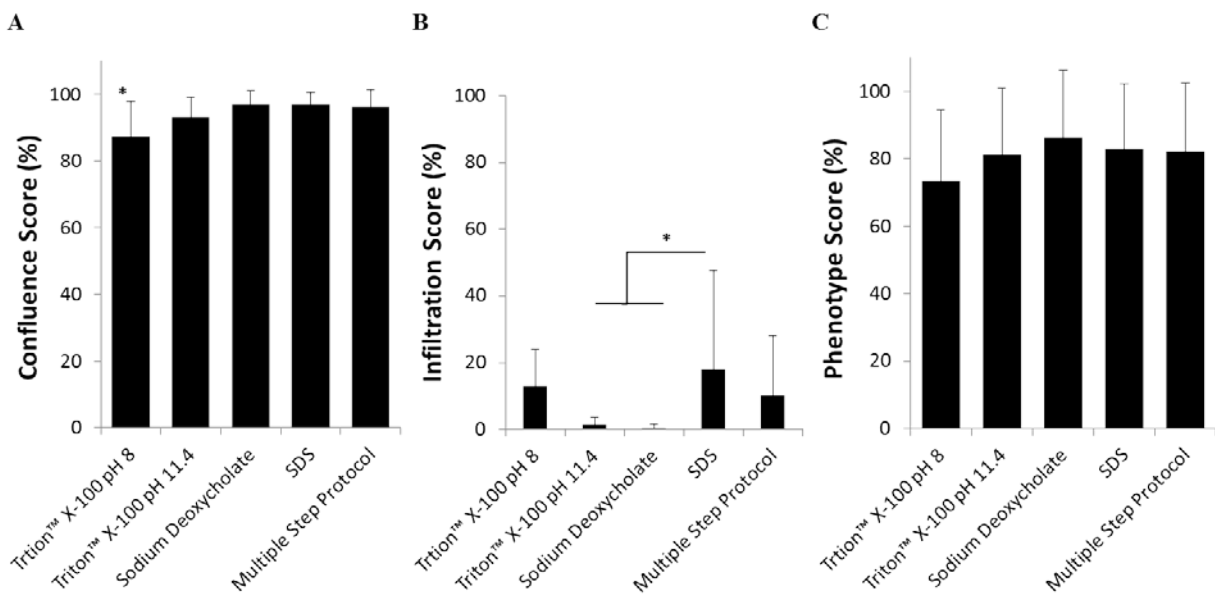 A
Confluence Score (%)
100
80
60
40
20
0
*
Trtion™ X-100 pH 8
Triton™ X-100 pH 11.4
Sodium Deoxycholate
SDS
Multiple Step Protocol
B
Infiltration Score (%)
100
80
60
40
20
0
*
Trtion™ X-100 pH 8
Triton™ X-100 pH 11.4
Sodium Deoxycholate
SDS
Multiple Step Protocol
C
Phenotype Score (%)
100
80
60
40
20
0
Trtion™ X-100 pH 8
Triton™ X-100 pH 11.4
Sodium Deoxycholate
SDS
Multiple Step Protocol